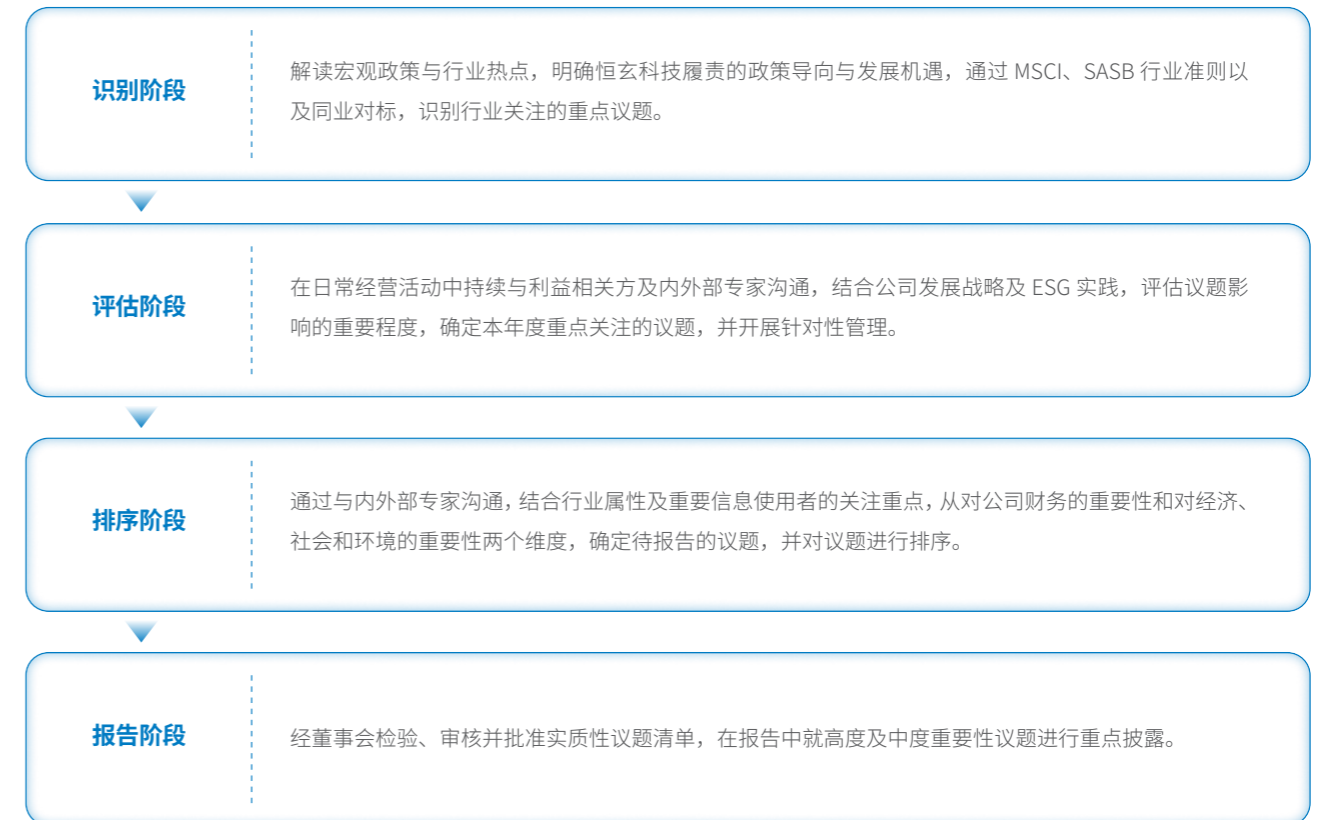 识别阶段
解读宏观政策与行业热点，明确恒玄科技履责的政策导向与发展机遇，通过 MSCI、SASB 行业准则以
及同业对标，识别行业关注的重点议题。
评估阶段
在日常经营活动中持续与利益相关方及内外部专家沟通，结合公司发展战略及 ESG 实践，评估议题影
响的重要程度，确定本年度重点关注的议题，并开展针对性管理。
排序阶段
通过与内外部专家沟通，结合行业属性及重要信息使用者的关注重点，从对公司财务的重要性和对经济、
社会和环境的重要性两个维度，确定待报告的议题，并对议题进行排序。
报告阶段
经董事会检验、审核并批准实质性议题清单，在报告中就高度及中度重要性议题进行重点披露。